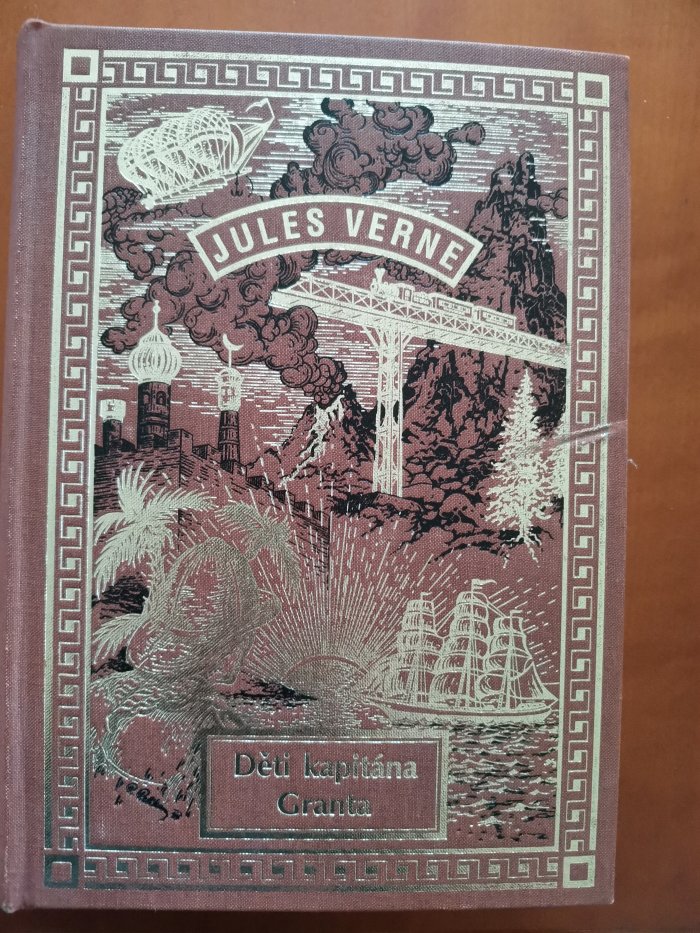 JULES VERNE
Děti kapitána
Granta